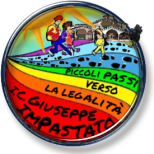 PICCOLI PASSI
VERSO
LA LEGALITÀ
I.C. GIUSEPPE
IMPASTATO